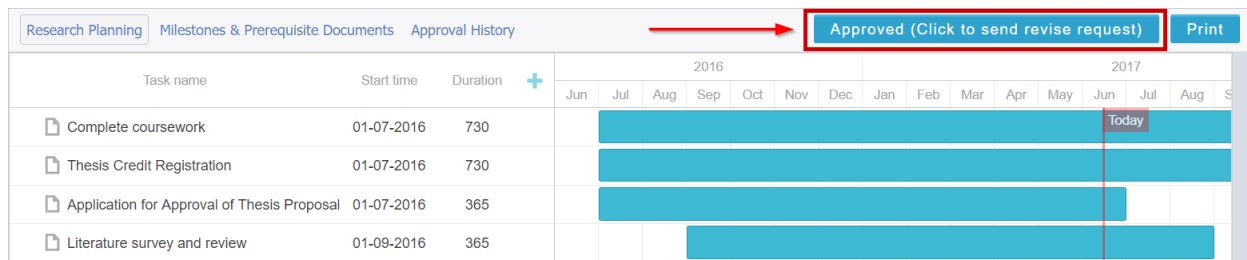 Research Planning Milestones & Prerequisite Documents Approval History Approved (Click to send revise request) Print
2016 2017
Task name Start time Duration
Jun Jul Aug Sep Oct Nov Dec Jan Feb Mar Apr May Jun Jul Aug S
Today
Complete coursework 01-07-2016 730
Thesis Credit Registration 01-07-2016 730
Application for Approval of Thesis Proposal 01-07-2016 365
Literature survey and review 01-09-2016 365